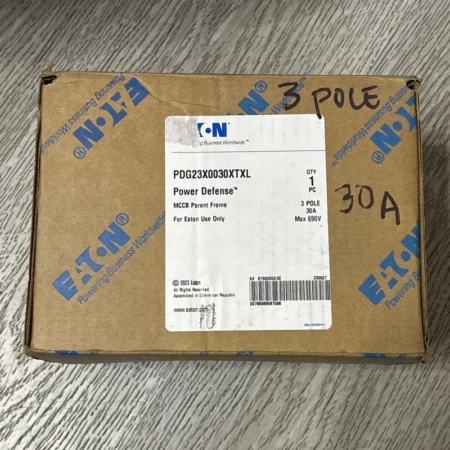 3 POLE
30A
EATON
Powering Business Worldwide
PDG23X0030XTXL
Power Defense™
MCCB Parent Frame
For Eaton Use Only
QTY
1
PC
3 POLE
30A
Max 690V
© 2023 Eaton
All Rights Reserved
Assembled in Dominican Republic
www.eaton.com
EATON
Powering Business Worldwide
EATON
Powering Business Worldwide